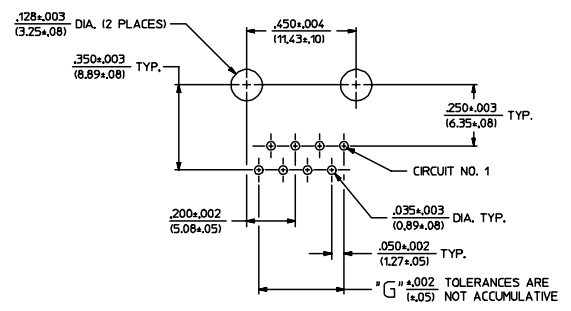 .128±.003
(3.25±.08)
DIA. (2 PLACES)
.450±.004
(11.43±.10)
.350±.003
(8.89±.08)
TYP.
.250±.003
(6.35±.08)
TYP.
CIRCUIT NO. 1
.200±.002
(5.08±.05)
.035±.003
(0.89±.08)
DIA. TYP.
.050±.002
(1.27±.05)
TYP.
"G" ±.002
(±.05)
TOLERANCES ARE
NOT ACCUMULATIVE